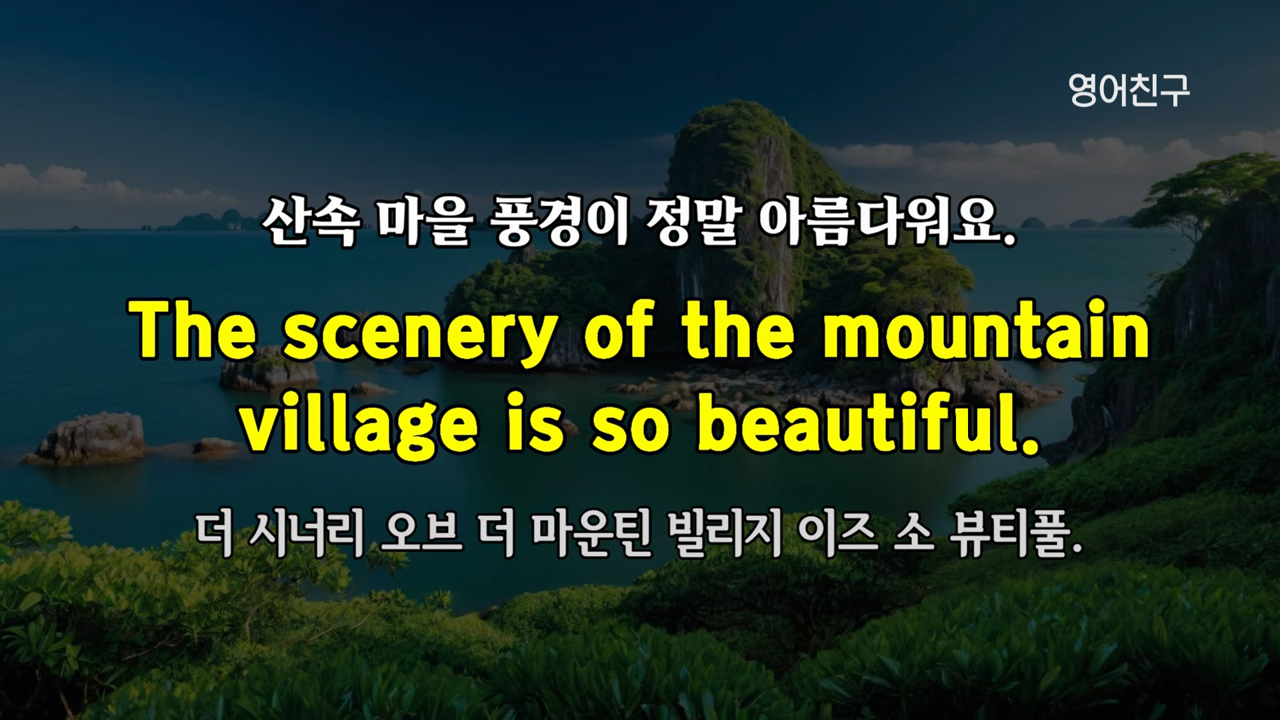 영어친구
산속 마을 풍경이 정말 아름다워요.
The scenery of the mountain
village is so beautiful.
더 시너리 오브 더 마운틴 빌리지 이즈 소 뷰티풀.